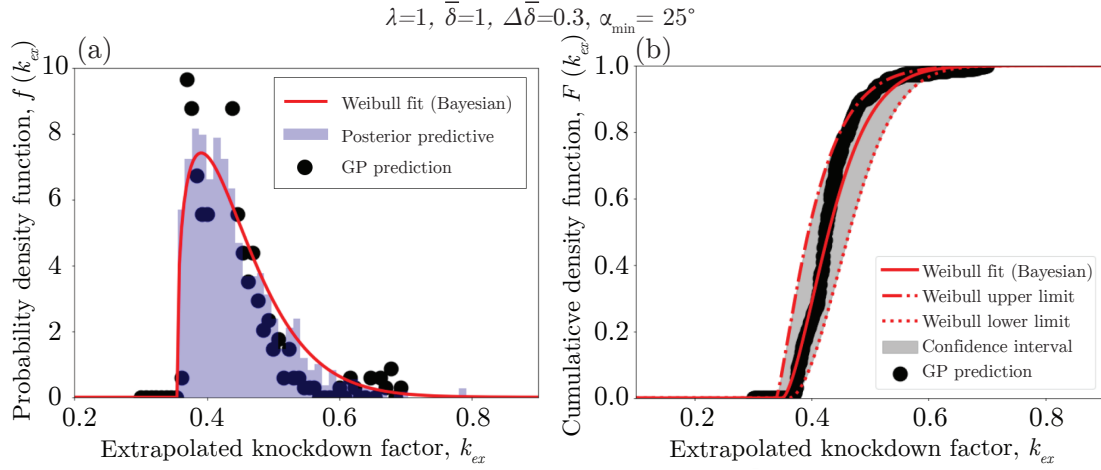 λ=1, δ̅=1, Δδ̅=0.3, α_min= 25°
(a)
Probability density function, f (k_ex)
10
8
6
4
2
0
0.2 0.4 0.6 0.8
Extrapolated knockdown factor, k_ex
Weibull fit (Bayesian)
Posterior predictive
GP prediction
(b)
Cumulaticve density function, F (k_ex)
1.0
0.8
0.6
0.4
0.2
0.0
0.2 0.4 0.6 0.8
Extrapolated knockdown factor, k_ex
Weibull fit (Bayesian)
Weibull upper limit
Weibull lower limit
Confidence interval
GP prediction